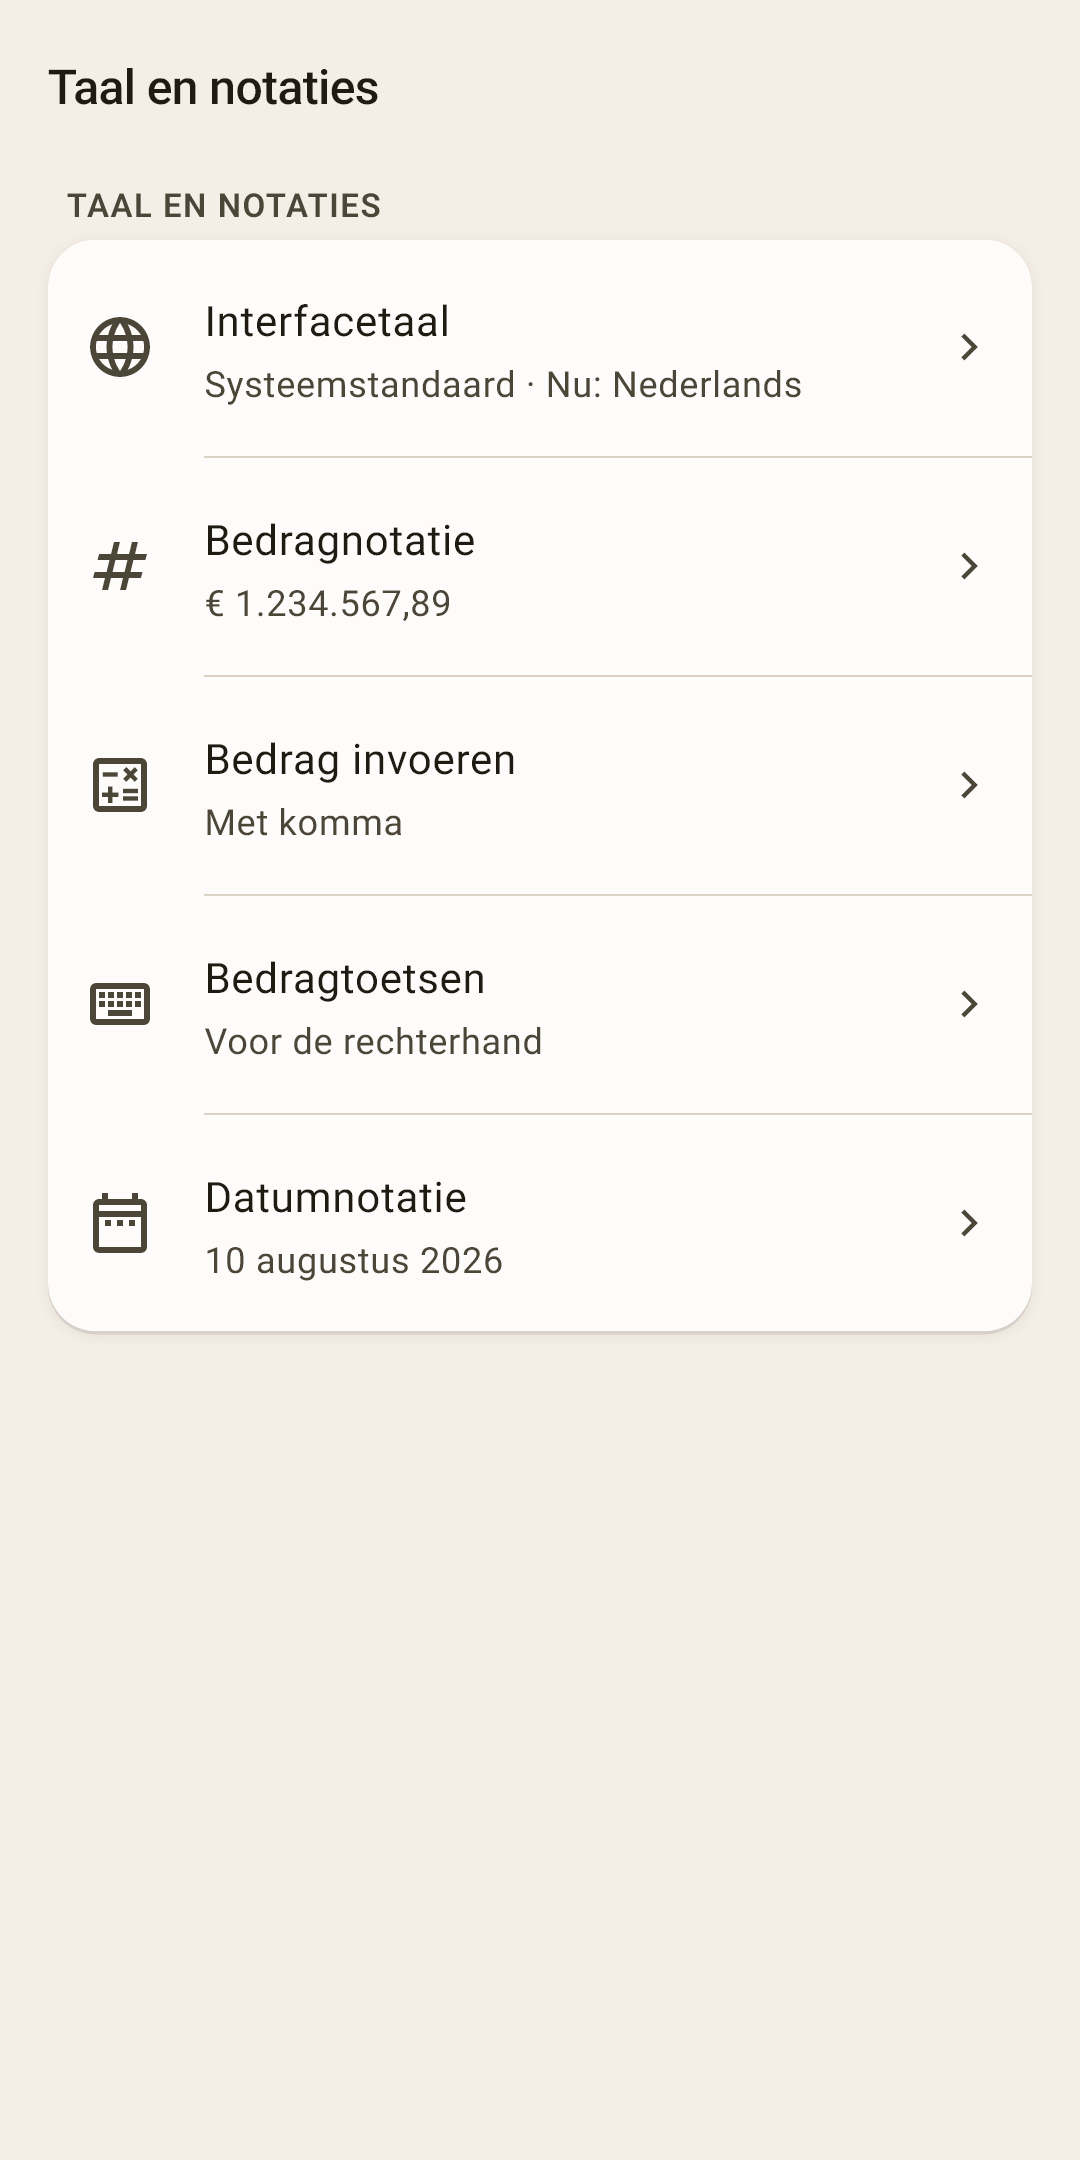 Taal en notaties
TAAL EN NOTATIES
Interfacetaal
Systeemstandaard · Nu: Nederlands
Bedragnotatie
€ 1.234.567,89
Bedrag invoeren
Met komma
Bedragtoetsen
Voor de rechterhand
Datumnotatie
10 augustus 2026